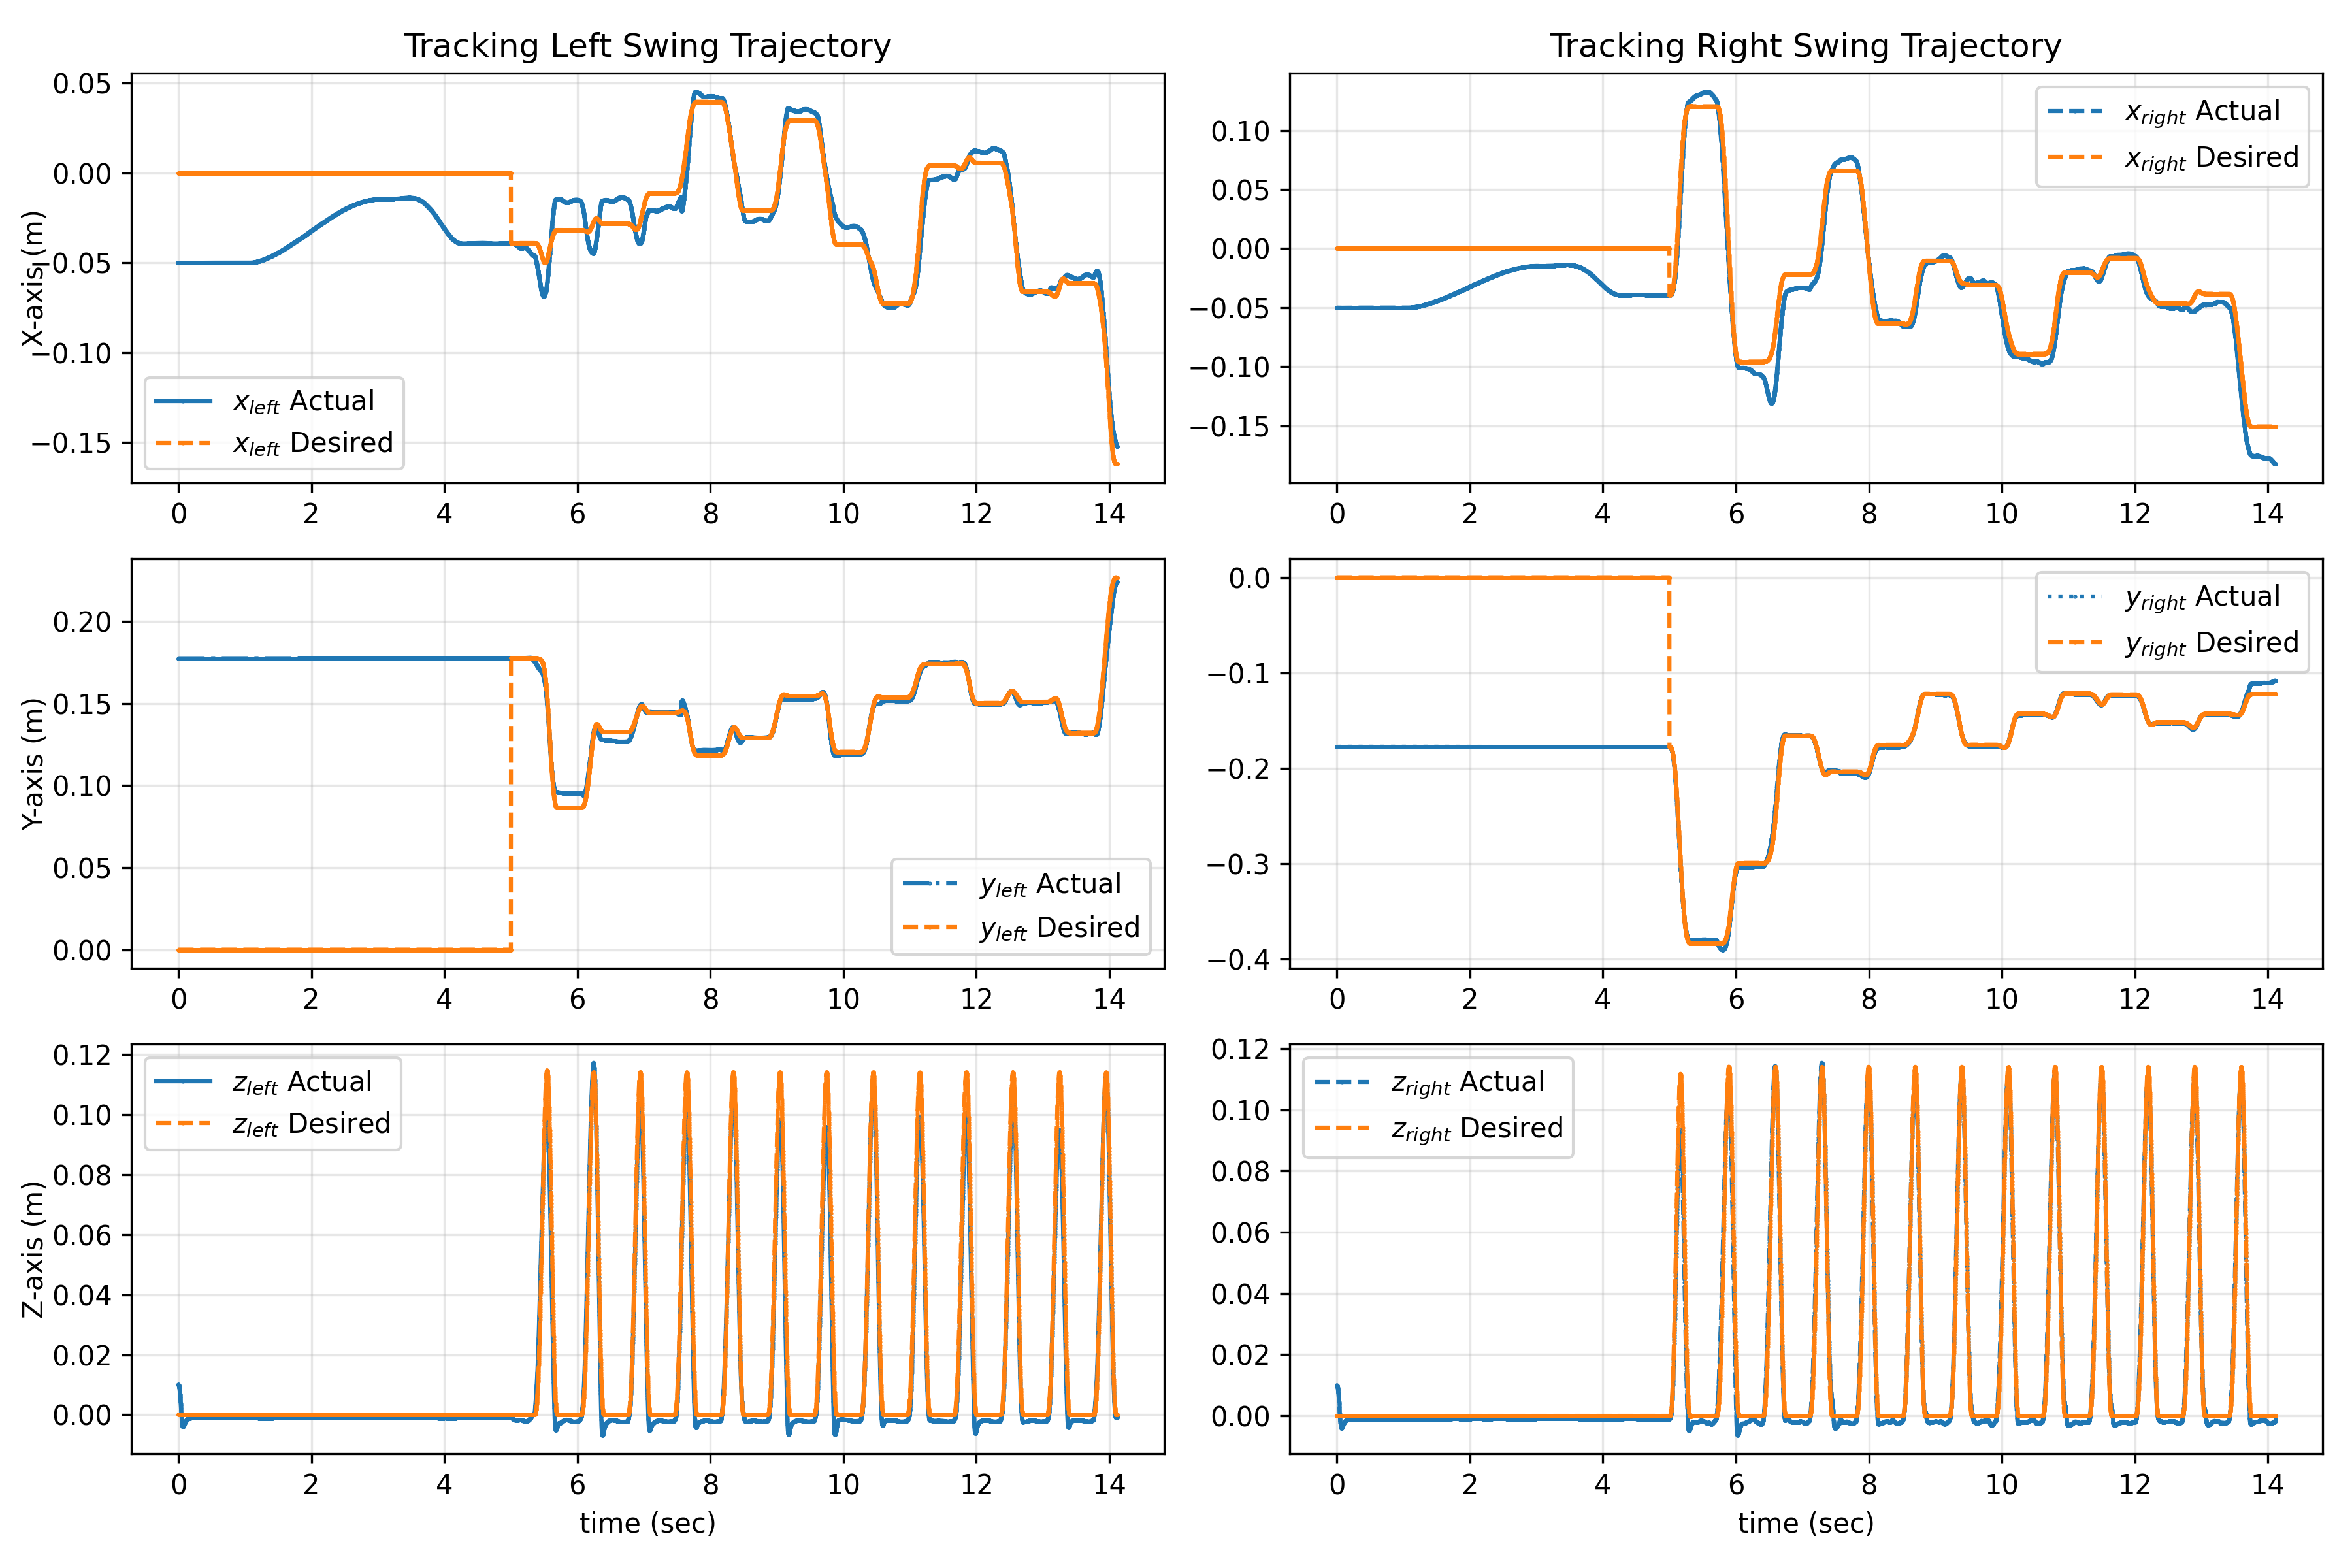 Tracking Left Swing Trajectory
Tracking Right Swing Trajectory
X-axis (m)
0.05
0.00
−0.05
−0.10
−0.15
x_left Actual
x_left Desired
0 2 4 6 8 10 12 14
0.10
0.05
0.00
−0.05
−0.10
−0.15
x_right Actual
x_right Desired
0 2 4 6 8 10 12 14
Y-axis (m)
0.20
0.15
0.10
0.05
0.00
y_left Actual
y_left Desired
0 2 4 6 8 10 12 14
0.0
−0.1
−0.2
−0.3
−0.4
y_right Actual
y_right Desired
0 2 4 6 8 10 12 14
Z-axis (m)
0.12
0.10
0.08
0.06
0.04
0.02
0.00
z_left Actual
z_left Desired
0 2 4 6 8 10 12 14
time (sec)
0.12
0.10
0.08
0.06
0.04
0.02
0.00
z_right Actual
z_right Desired
0 2 4 6 8 10 12 14
time (sec)